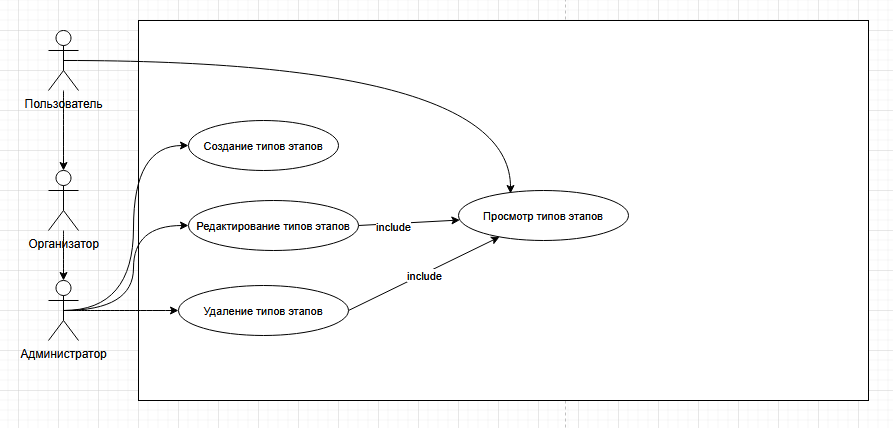 Пользователь
Создание типов этапов
Организатор
Редактирование типов этапов
include
Просмотр типов этапов
include
Удаление типов этапов
Администратор